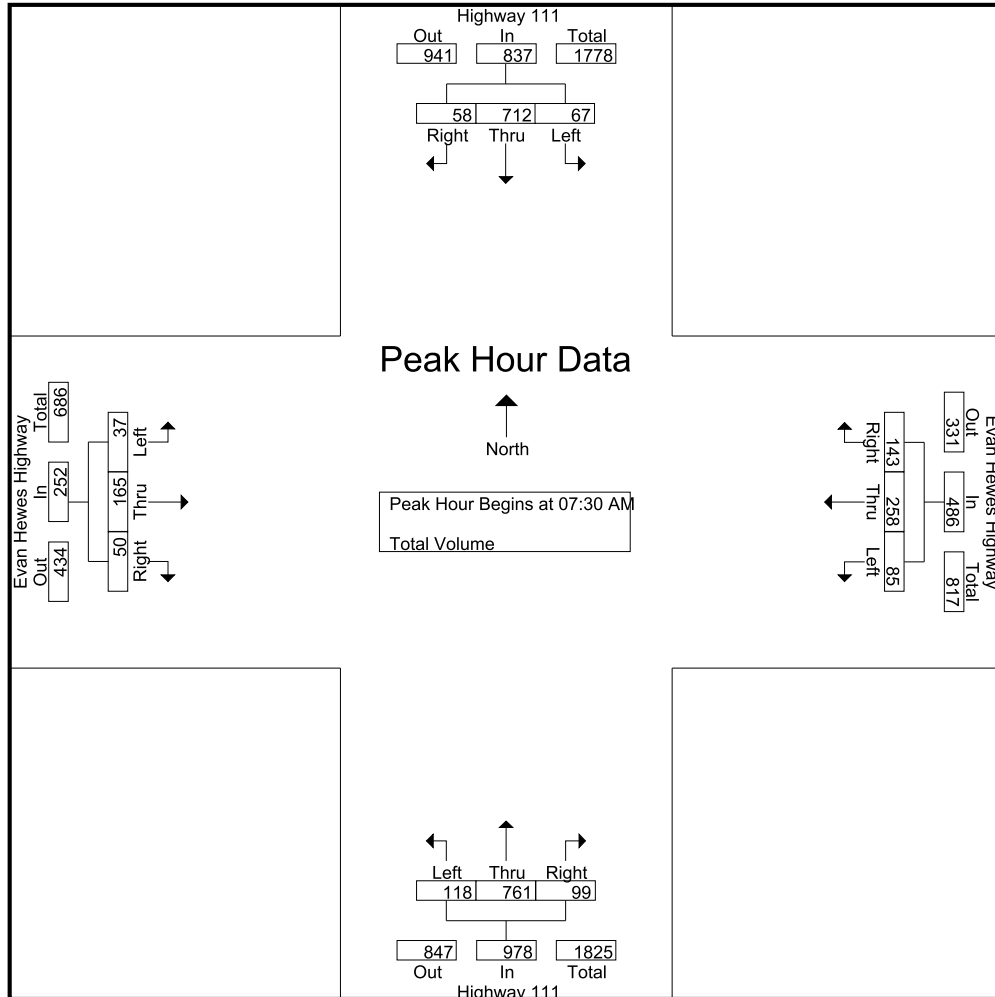 Highway 111
Out In Total
941 837 1778
58 712 67
Right Thru Left
Peak Hour Data
North
Peak Hour Begins at 07:30 AM
Total Volume
Evan Hewes Highway
Out In Total
434 252 686
37 165 50
Left Thru Right
Right Thru Left
143 258 85
331 486 817
Out In Total
Evan Hewes Highway
Left Thru Right
118 761 99
847 978 1825
Out In Total
Highway 111